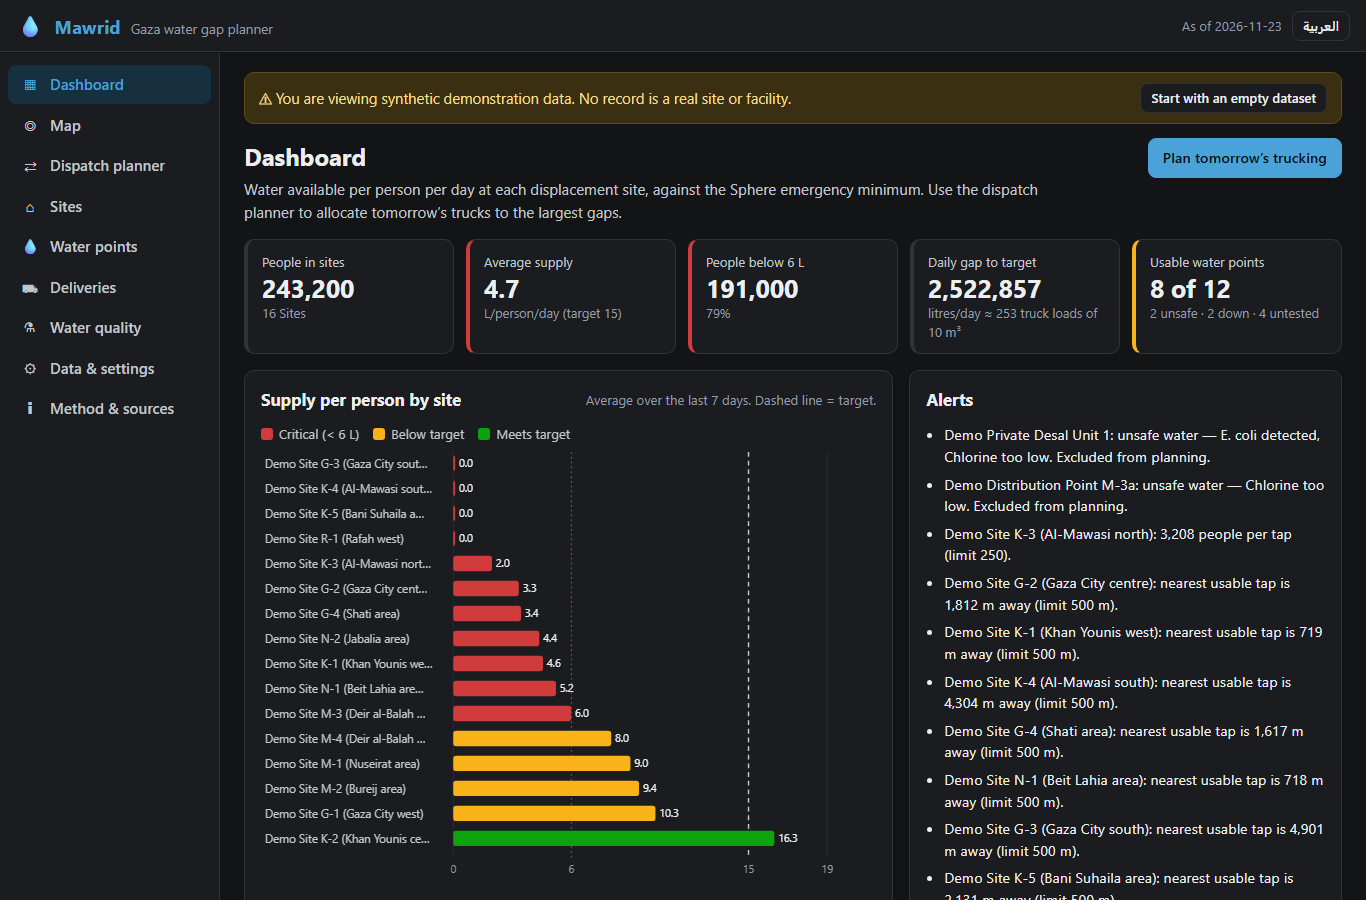 Mawrid Gaza water gap planner
As of 2026-11-23
العربية
Dashboard
Map
Dispatch planner
Sites
Water points
Deliveries
Water quality
Data & settings
Method & sources
⚠ You are viewing synthetic demonstration data. No record is a real site or facility.
Start with an empty dataset
Dashboard
Plan tomorrow’s trucking
Water available per person per day at each displacement site, against the Sphere emergency minimum. Use the dispatch
planner to allocate tomorrow’s trucks to the largest gaps.
People in sites
243,200
16 Sites
Average supply
4.7
L/person/day (target 15)
People below 6 L
191,000
79%
Daily gap to target
2,522,857
litres/day ≈ 253 truck loads of
10 m³
Usable water points
8 of 12
2 unsafe · 2 down · 4 untested
Supply per person by site
Average over the last 7 days. Dashed line = target.
Critical (< 6 L) Below target Meets target
Demo Site G-3 (Gaza City sout... 0.0
Demo Site K-4 (Al-Mawasi sout... 0.0
Demo Site K-5 (Bani Suhaila a... 0.0
Demo Site R-1 (Rafah west) 0.0
Demo Site K-3 (Al-Mawasi nort... 2.0
Demo Site G-2 (Gaza City cent... 3.3
Demo Site G-4 (Shati area) 3.4
Demo Site N-2 (Jabalia area) 4.4
Demo Site K-1 (Khan Younis we... 4.6
Demo Site N-1 (Beit Lahia are... 5.2
Demo Site M-3 (Deir al-Balah ... 6.0
Demo Site M-4 (Deir al-Balah ... 8.0
Demo Site M-1 (Nuseirat area) 9.0
Demo Site M-2 (Bureij area) 9.4
Demo Site G-1 (Gaza City west) 10.3
Demo Site K-2 (Khan Younis ce... 16.3
0 6 15 19
Alerts
Demo Private Desal Unit 1: unsafe water — E. coli detected,
Chlorine too low. Excluded from planning.
Demo Distribution Point M-3a: unsafe water — Chlorine too
low. Excluded from planning.
Demo Site K-3 (Al-Mawasi north): 3,208 people per tap
(limit 250).
Demo Site G-2 (Gaza City centre): nearest usable tap is
1,812 m away (limit 500 m).
Demo Site K-1 (Khan Younis west): nearest usable tap is 719
m away (limit 500 m).
Demo Site K-4 (Al-Mawasi south): nearest usable tap is
4,304 m away (limit 500 m).
Demo Site G-4 (Shati area): nearest usable tap is 1,617 m
away (limit 500 m).
Demo Site N-1 (Beit Lahia area): nearest usable tap is 718 m
away (limit 500 m).
Demo Site G-3 (Gaza City south): nearest usable tap is 4,901
m away (limit 500 m).
Demo Site K-5 (Bani Suhaila area): nearest usable tap is
2,131 m away (limit 500 m).